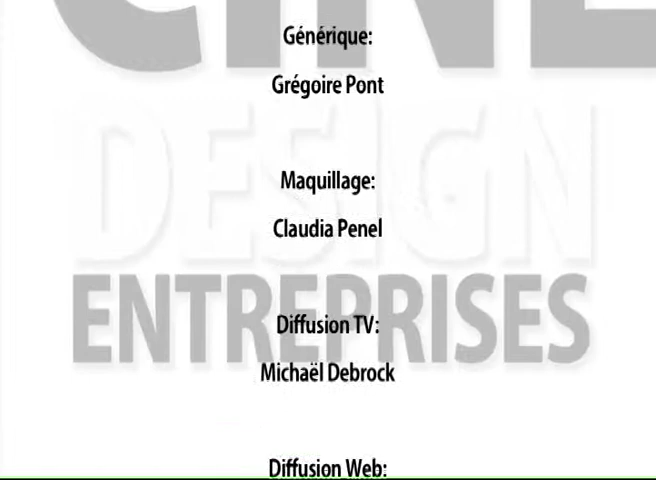 CINE
Générique:
Grégoire Pont
DESIGN
Maquillage:
Claudia Penel
ENTREPRISES
Diffusion TV:
Michaël Debrock
Diffusion Web: